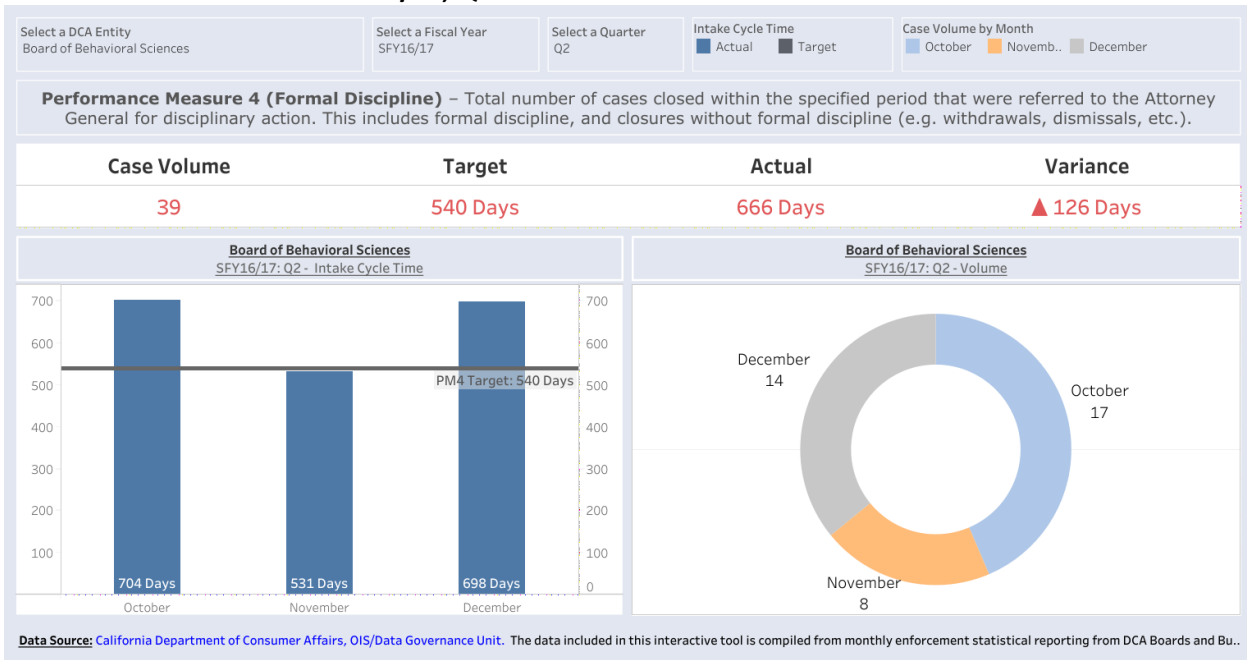 Select a DCA Entity
Board of Behavioral Sciences
Select a Fiscal Year
SFY16/17
Select a Quarter
Q2
Intake Cycle Time
Actual
Target
Case Volume by Month
October
Novemb..
December
Performance Measure 4 (Formal Discipline) – Total number of cases closed within the specified period that were referred to the Attorney
General for disciplinary action. This includes formal discipline, and closures without formal discipline (e.g. withdrawals, dismissals, etc.).
Case Volume Target Actual Variance
39 540 Days 666 Days ▲ 126 Days
Board of Behavioral Sciences
SFY16/17: Q2 - Intake Cycle Time
700 700
600 600
PM4 Target: 540 Days
500 500
400 400
300 300
200 200
100 100
0
704 Days 531 Days 698 Days
October November December
Board of Behavioral Sciences
SFY16/17: Q2 - Volume
December
14
October
17
November
8
Data Source: California Department of Consumer Affairs, OIS/Data Governance Unit. The data included in this interactive tool is compiled from monthly enforcement statistical reporting from DCA Boards and Bu..